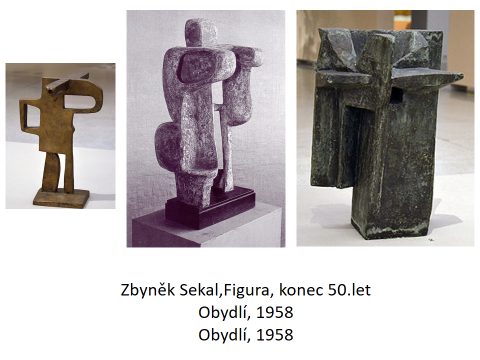 Zbyněk Sekal,Figura, konec 50.let
Obydlí, 1958
Obydlí, 1958